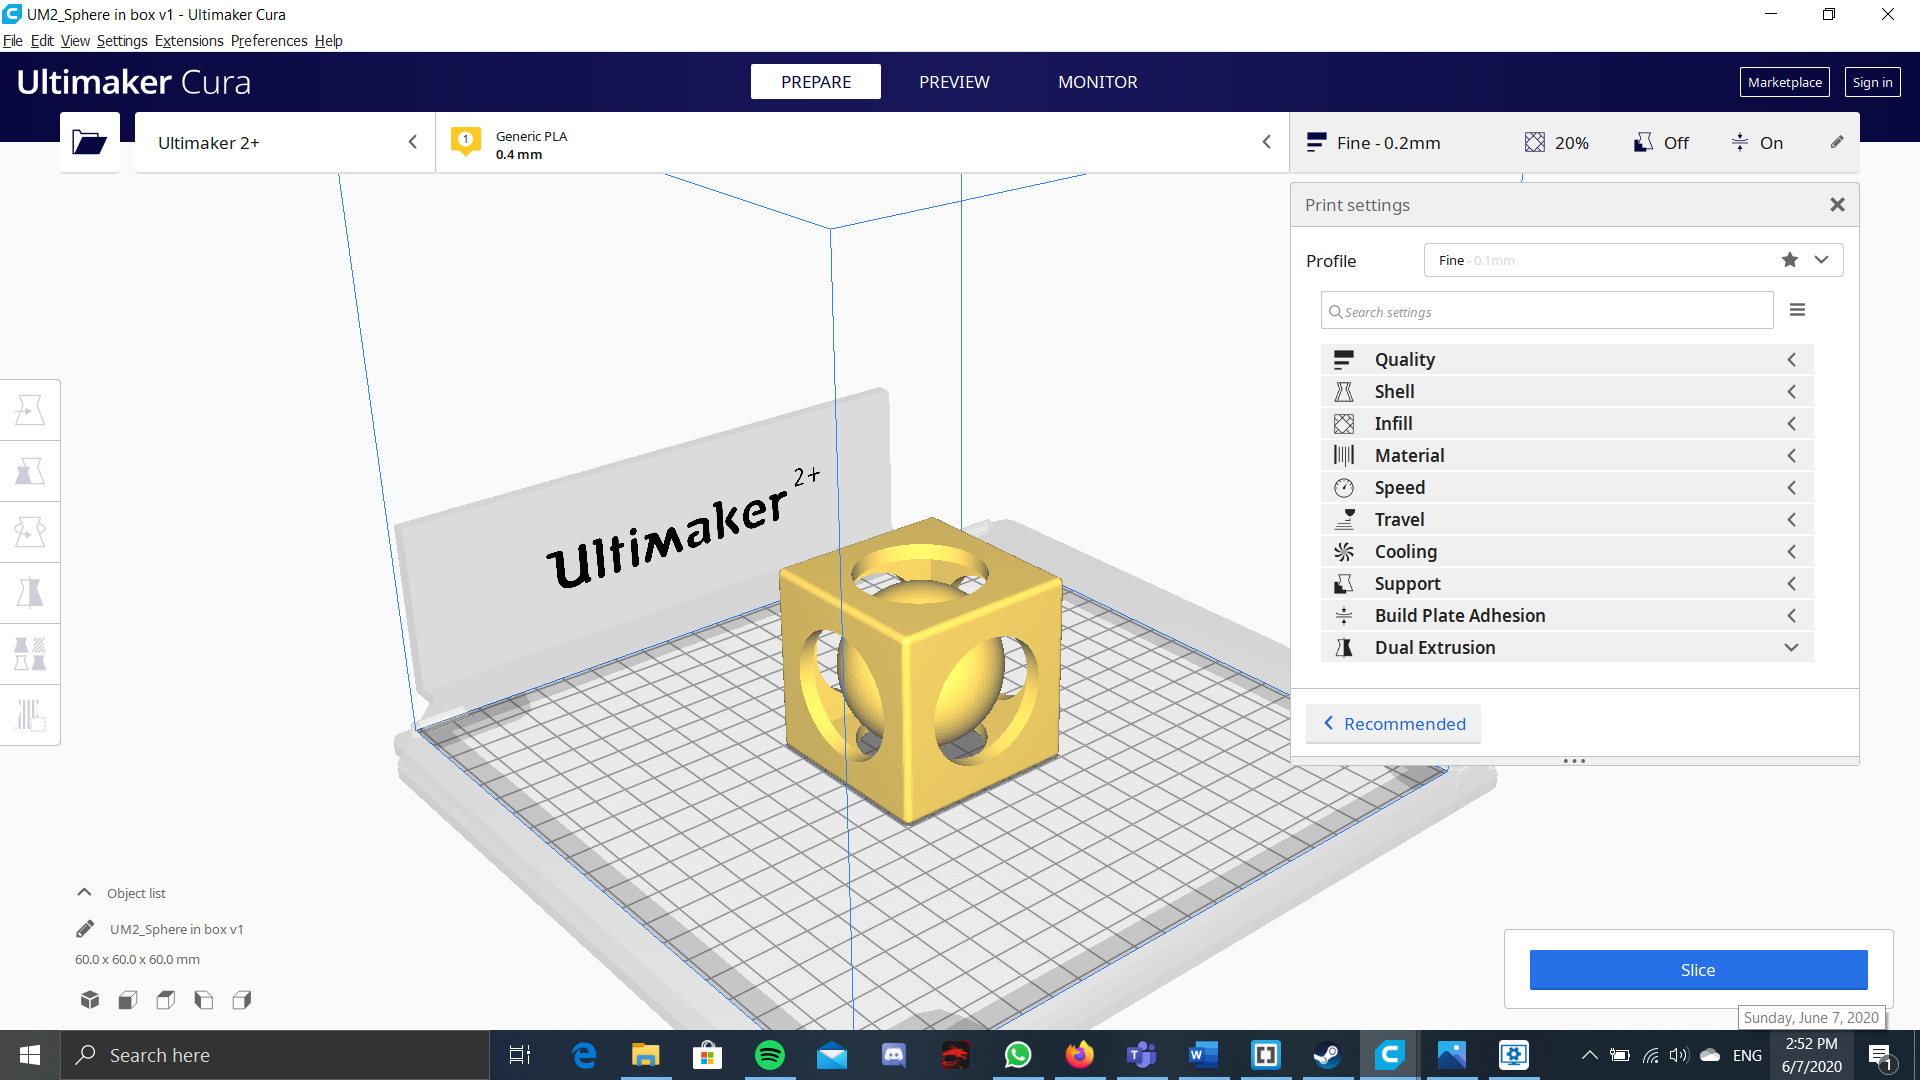 UM2_Sphere in box v1 - Ultimaker Cura
File Edit View Settings Extensions Preferences Help
Ultimaker Cura
PREPARE
PREVIEW
MONITOR
Marketplace
Sign in
Ultimaker 2+
1
Generic PLA
0.4 mm
Fine - 0.2mm
20%
Off
On
Print settings
Profile
Fine - 0.1mm
Search settings
Quality
Shell
Infill
Material
Speed
Travel
Cooling
Support
Build Plate Adhesion
Dual Extrusion
Recommended
Ultimaker 2+
Object list
UM2_Sphere in box v1
60.0 x 60.0 x 60.0 mm
Slice
Sunday, June 7, 2020
Search here
ENG
2:52 PM
6/7/2020
1